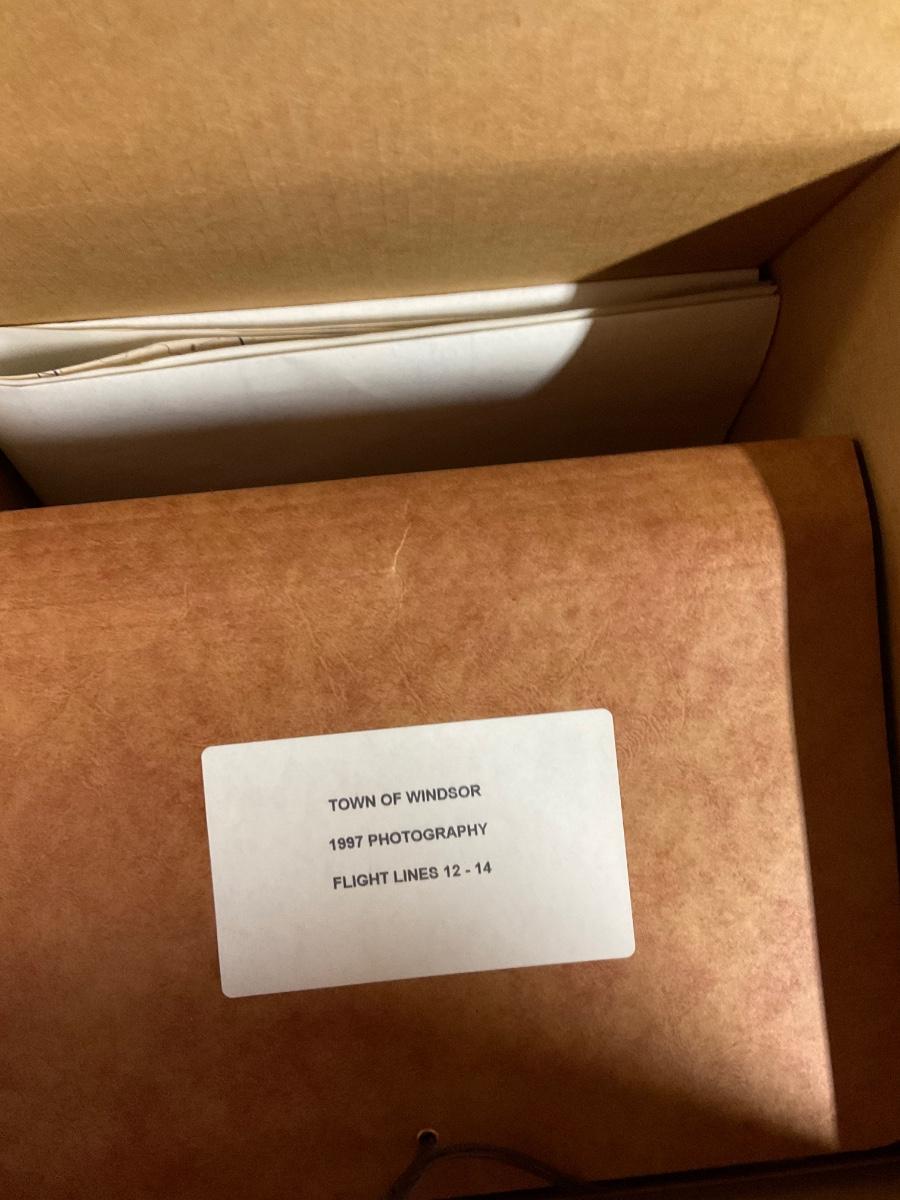 TOWN OF WINDSOR
1997 PHOTOGRAPHY
FLIGHT LINES 12 - 14